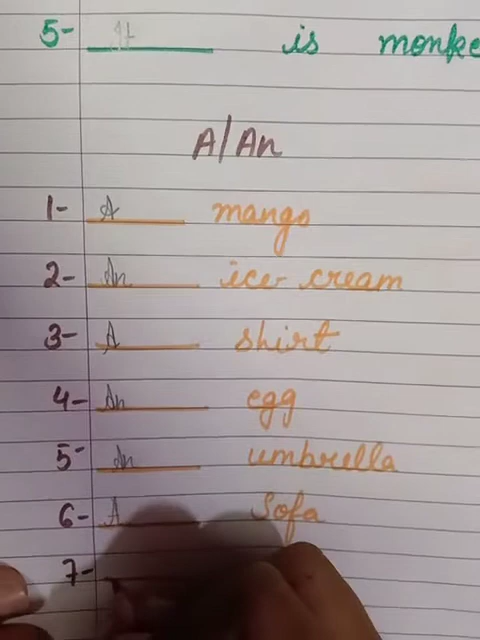 5- It is monke
A/An
1- A mango
2- An ice-cream
3- A shirt
4- An egg
5- An umbrella
6- A Sofa
7-